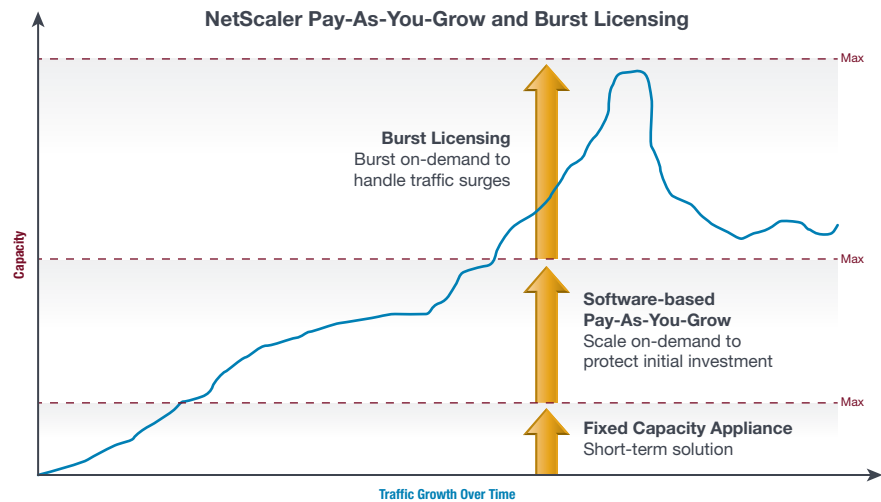 NetScaler Pay-As-You-Grow and Burst Licensing
Max
Burst Licensing
Burst on-demand to
handle traffic surges
Capacity
Max
Software-based
Pay-As-You-Grow
Scale on-demand to
protect initial investment
Max
Fixed Capacity Appliance
Short-term solution
Traffic Growth Over Time